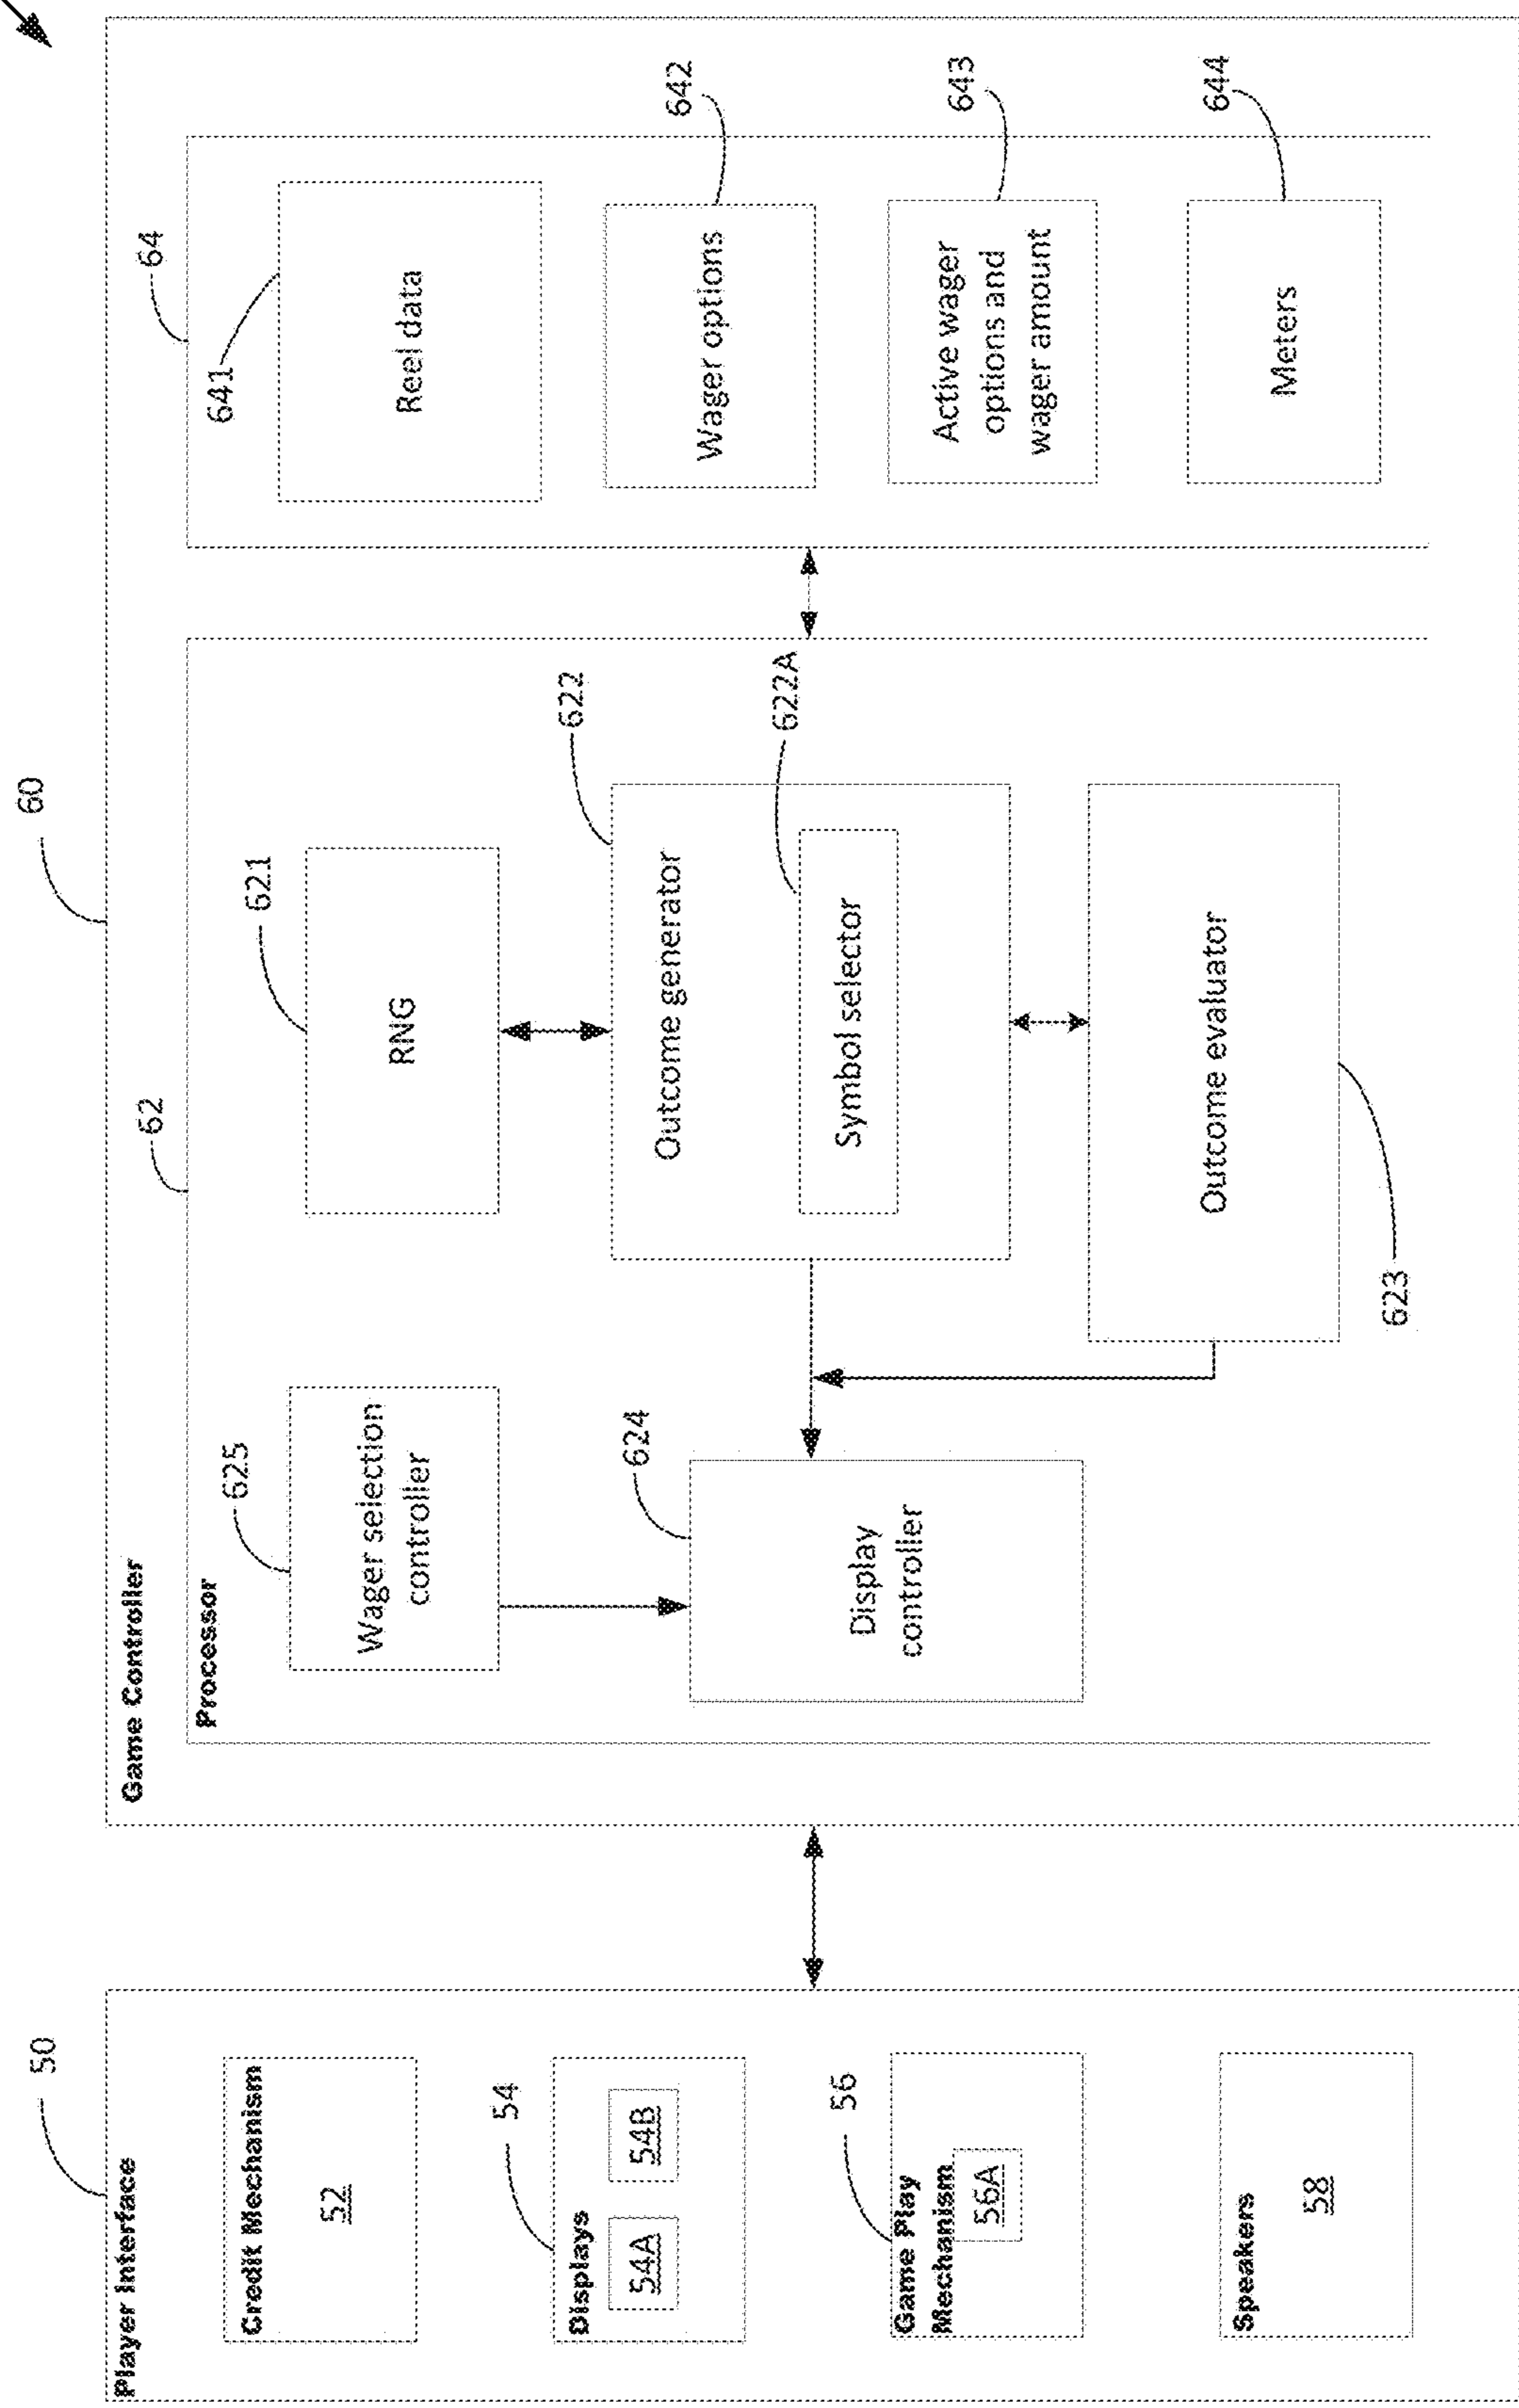 60
Game Controller
62
Processor
625
Wager selection
controller
621
RNG
622
Outcome generator
622A
Symbol selector
624
Display
controller
Outcome evaluator
623
64
641
Reel data
642
Wager options
643
Active wager
options and
wager amount
644
Meters
50
Player Interface
Credit Mechanism
52
54
Displays
54A
54B
56
Game Play
Mechanism
56A
Speakers
58